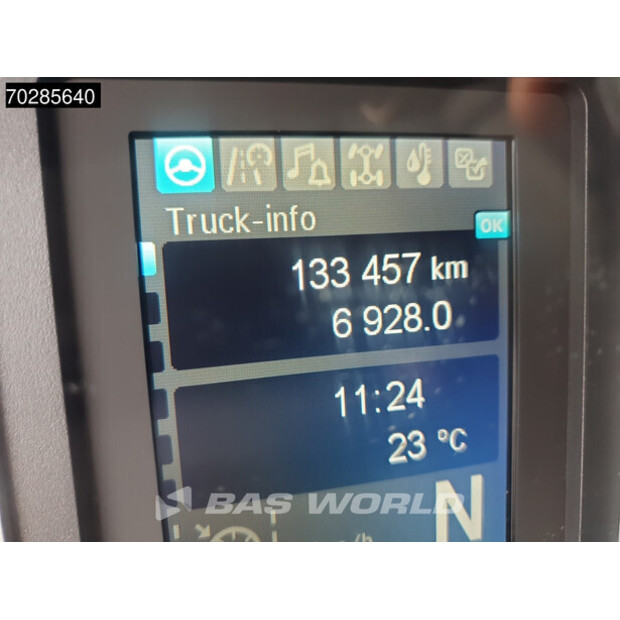 70285640
Truck-info
OK
133 457 km
6 928.0
11:24
23 °C
BAS WORLD
N